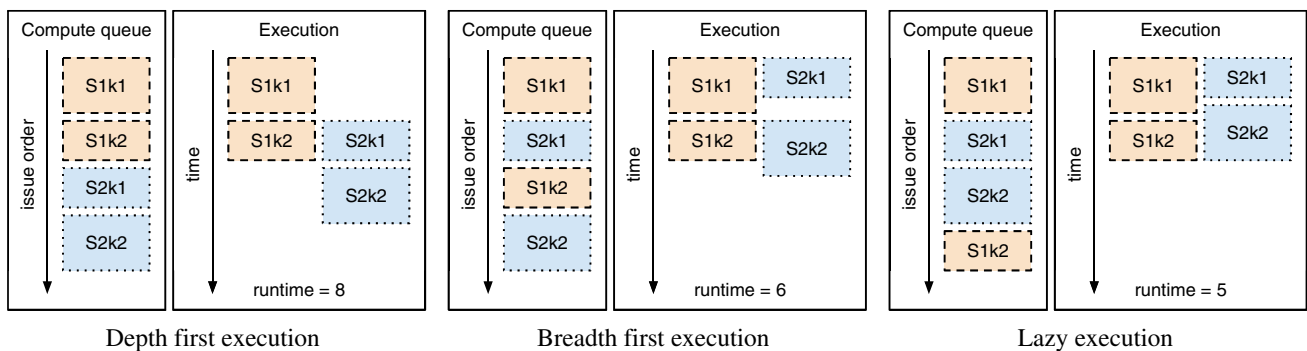 Compute queue
Execution
issue order
S1k1
S1k2
S2k1
S2k2
time
S1k1
S1k2
S2k1
S2k2
runtime = 8
Depth first execution
Compute queue
Execution
issue order
S1k1
S2k1
S1k2
S2k2
time
S1k1
S2k1
S1k2
S2k2
runtime = 6
Breadth first execution
Compute queue
Execution
issue order
S1k1
S2k1
S2k2
S1k2
time
S1k1
S2k1
S1k2
S2k2
runtime = 5
Lazy execution